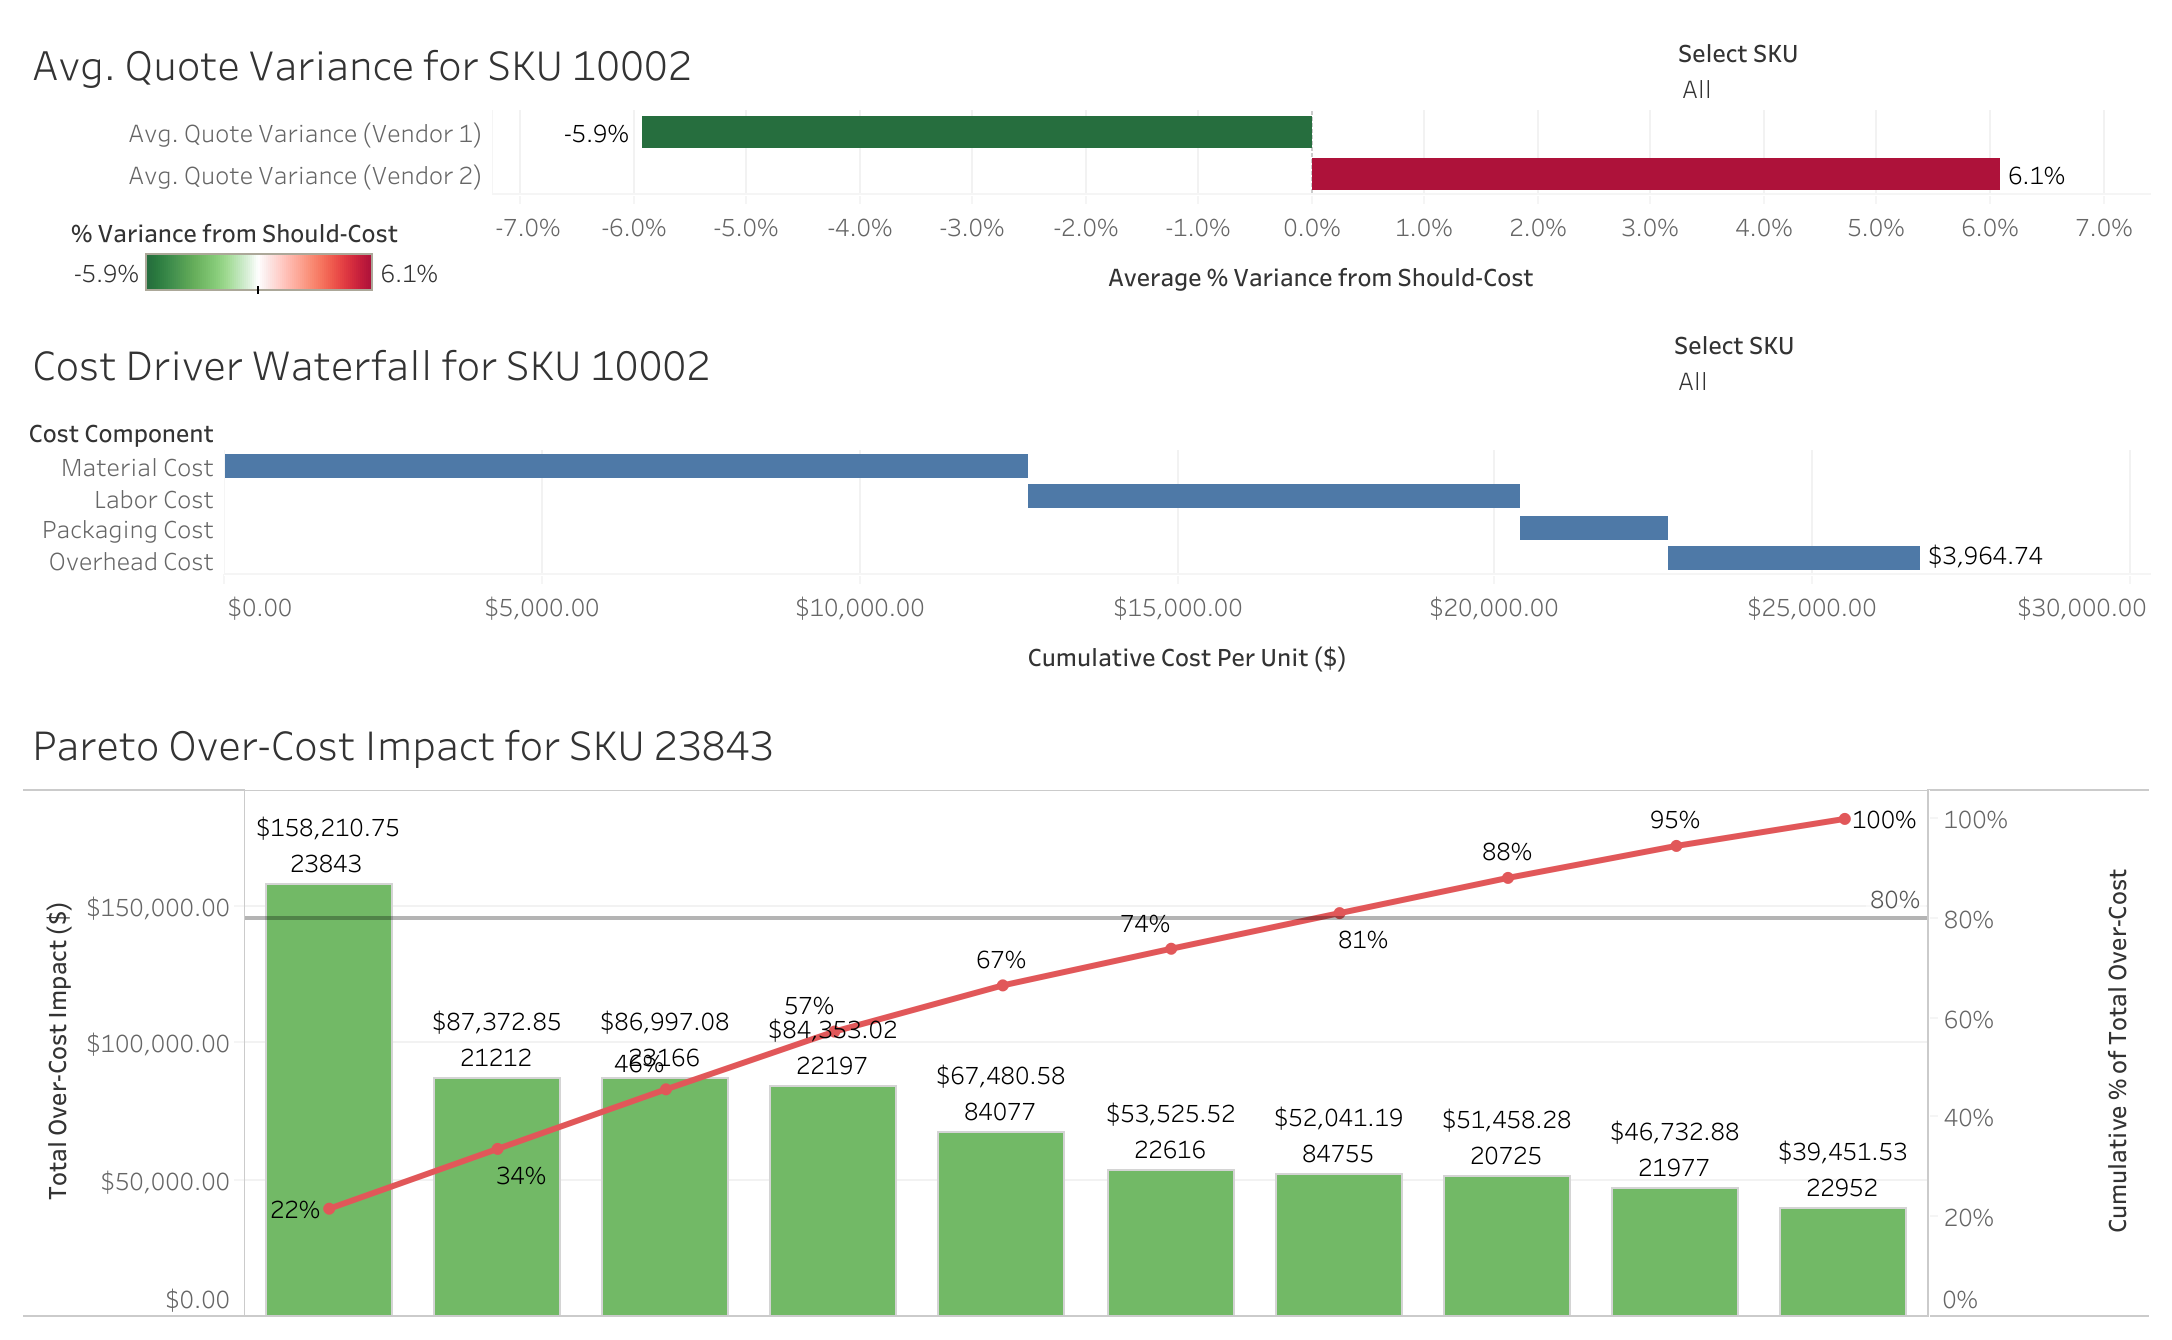 Avg. Quote Variance for SKU 10002
Select SKU
All
Avg. Quote Variance (Vendor 1)
-5.9%
Avg. Quote Variance (Vendor 2)
6.1%
-7.0% -6.0% -5.0% -4.0% -3.0% -2.0% -1.0% 0.0% 1.0% 2.0% 3.0% 4.0% 5.0% 6.0% 7.0%
Average % Variance from Should-Cost
% Variance from Should-Cost
-5.9% 6.1%
Cost Driver Waterfall for SKU 10002
Select SKU
All
Cost Component
Material Cost
Labor Cost
Packaging Cost
Overhead Cost
$3,964.74
$0.00 $5,000.00 $10,000.00 $15,000.00 $20,000.00 $25,000.00 $30,000.00
Cumulative Cost Per Unit ($)
Pareto Over-Cost Impact for SKU 23843
Total Over-Cost Impact ($)
$150,000.00
$100,000.00
$50,000.00
$0.00
$158,210.75
23843
$87,372.85
21212
$86,997.08
23166
$84,353.02
22197
$67,480.58
84077
$53,525.52
22616
$52,041.19
84755
$51,458.28
20725
$46,732.88
21977
$39,451.53
22952
22%
34%
46%
57%
67%
74%
81%
88%
95%
100%
80%
100%
80%
60%
40%
20%
0%
Cumulative % of Total Over-Cost